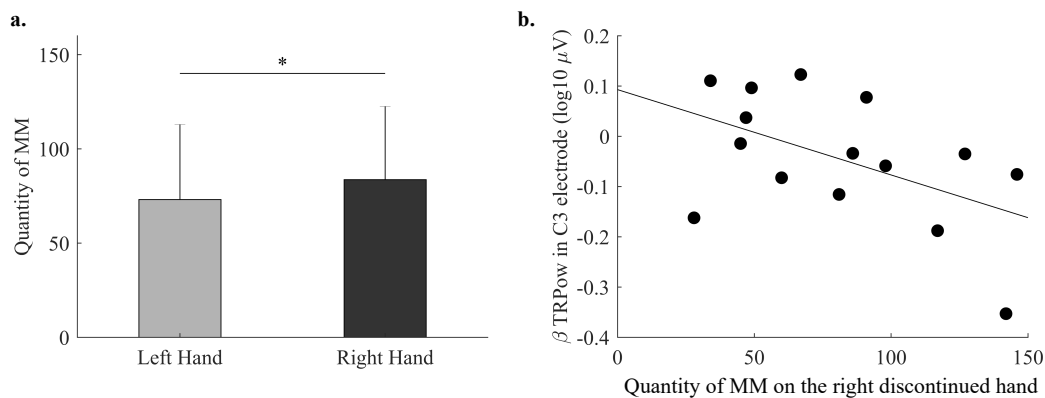 a.
Quantity of MM
150
100
50
0
*
Left Hand
Right Hand
b.
β TRPow in C3 electrode (log10 μV)
0.2
0.1
0
-0.1
-0.2
-0.3
-0.4
0
50
100
150
Quantity of MM on the right discontinued hand